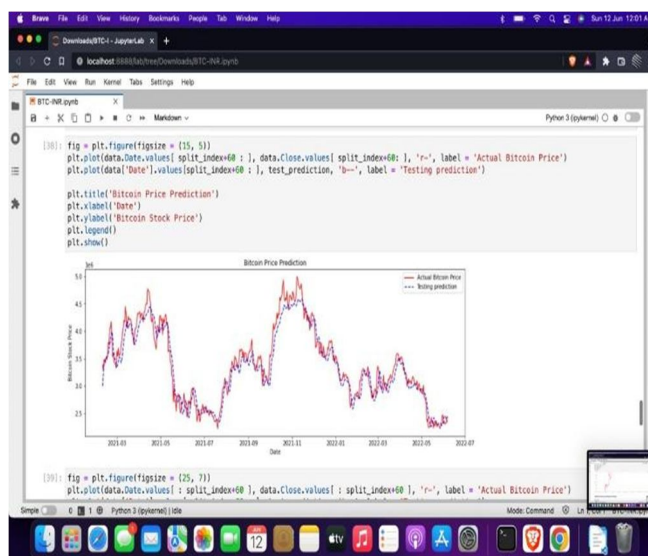 Brave File Edit View History Bookmarks People Tab Window Help Sun 12 Jun 12:01 A
Downloads/BTC-I - JupyterLab
localhost:8888/lab/tree/Downloads/BTC-INR.ipynb
File Edit View Run Kernel Tabs Settings Help
BTC-INR.ipynb
Markdown Python 3 (ipykernel)
[38]: fig = plt.figure(figsize = (15, 5))
plt.plot(data.Date.values[ split_index+60 : ], data.Close.values[ split_index+60: ], 'r-', label = 'Actual Bitcoin Price')
plt.plot(data['Date'].values[split_index+60 : ], test_prediction, 'b--', label = 'Testing prediction')
plt.title('Bitcoin Price Prediction')
plt.xlabel('Date')
plt.ylabel('Bitcoin Stock Price')
plt.legend()
plt.show()
1e6
Bitcoin Price Prediction
Actual Bitcoin Price
Testing prediction
5.0
4.5
4.0
3.5
3.0
2.5
Bitcoin Stock Price
2021-03 2021-05 2021-07 2021-09 2021-11 2022-01 2022-03 2022-05 2022-07
Date
[39]: fig = plt.figure(figsize = (25, 7))
plt.plot(data.Date.values[ : split_index+60 ], data.Close.values[ : split_index+60 ], 'r-', label = 'Actual Bitcoin Price')
Simple 0 1 Python 3 (ipykernel) | Idle Mode: Command
JUN
12
tv